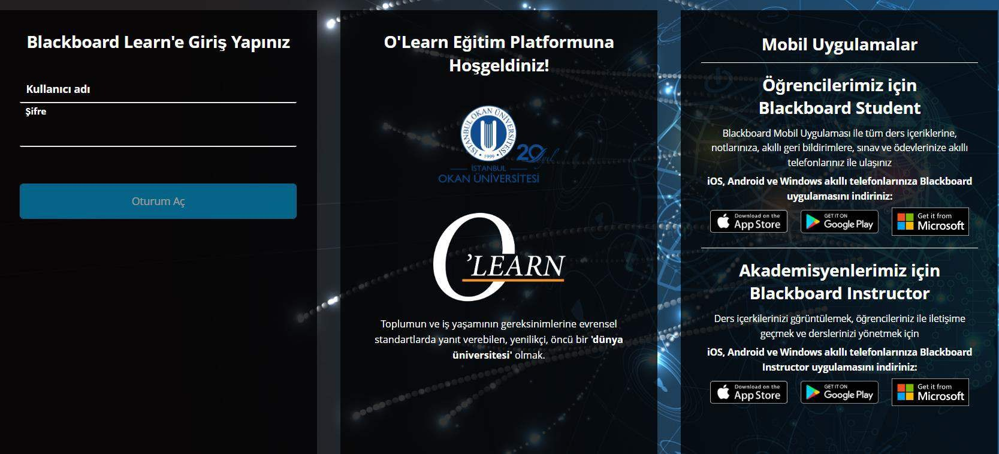 Blackboard Learn'e Giriş Yapınız
Kullanıcı adı
Şifre
Oturum Aç
O'Learn Eğitim Platformuna
Hoşgeldiniz!
İSTANBUL OKAN ÜNİVERSİTESİ
1999
20.yıl
İSTANBUL
OKAN ÜNİVERSİTESİ
O'LEARN
Toplumun ve iş yaşamının gereksinimlerine evrensel
standartlarda yanıt verebilen, yenilikçi, öncü bir 'dünya
üniversitesi' olmak.
Mobil Uygulamalar
Öğrencilerimiz için
Blackboard Student
Blackboard Mobil Uygulaması ile tüm ders içeriklerine,
notlarınıza, akıllı geri bildirimlere, sınav ve ödevlerinize akıllı
telefonlarınız ile ulaşınız
iOS, Android ve Windows akıllı telefonlarınıza Blackboard
uygulamasını indiriniz:
Download on the
App Store
GET IT ON
Google Play
Get it from
Microsoft
Akademisyenlerimiz için
Blackboard Instructor
Ders içerkilerinizi gğrüntülemek, öğrencileriniz ile iletişime
geçmek ve derslerinizi yönetmek için
iOS, Android ve Windows akıllı telefonlarınıza Blackboard
Instructor uygulamasını indiriniz:
Download on the
App Store
GET IT ON
Google Play
Get it from
Microsoft